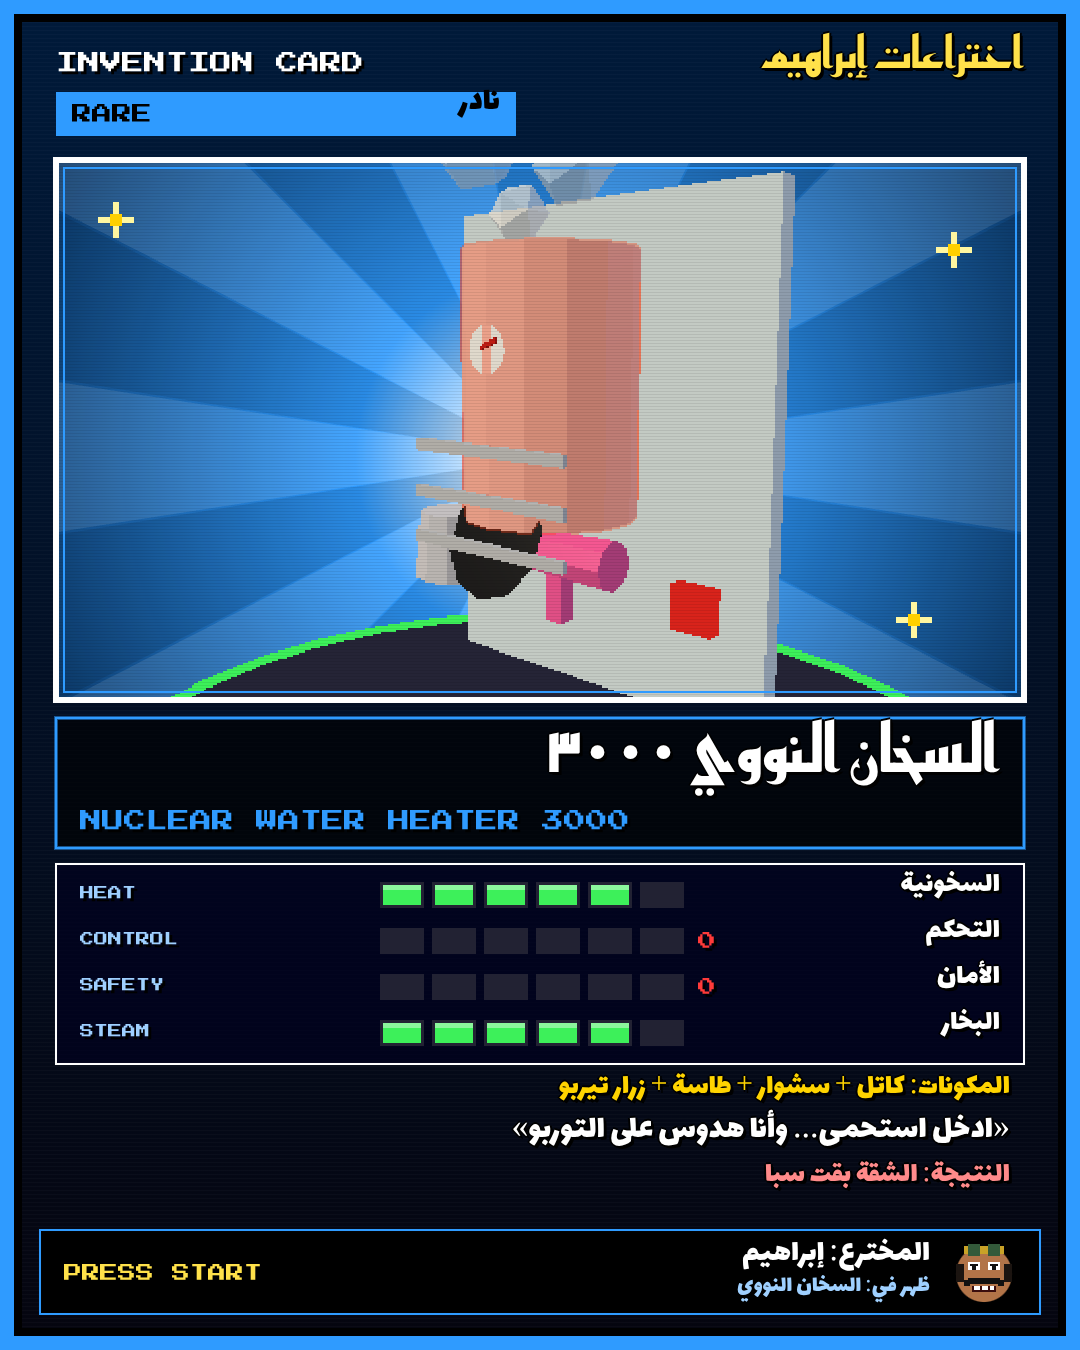 INVENTION CARD
اختراعات إبراهيم
RARE
نادر
السخان النووي ٣٠٠٠
NUCLEAR WATER HEATER 3000
HEAT
السخونية
CONTROL
0
التحكم
SAFETY
0
الأمان
STEAM
البخار
المكونات: كاتل + سشوار + طاسة + زرار تيربو
«ادخل استحمى... وأنا هدوس على التوربو»
النتيجة: الشقة بقت سبا
المخترع: إبراهيم
PRESS START
ظهر في: السخان النووي